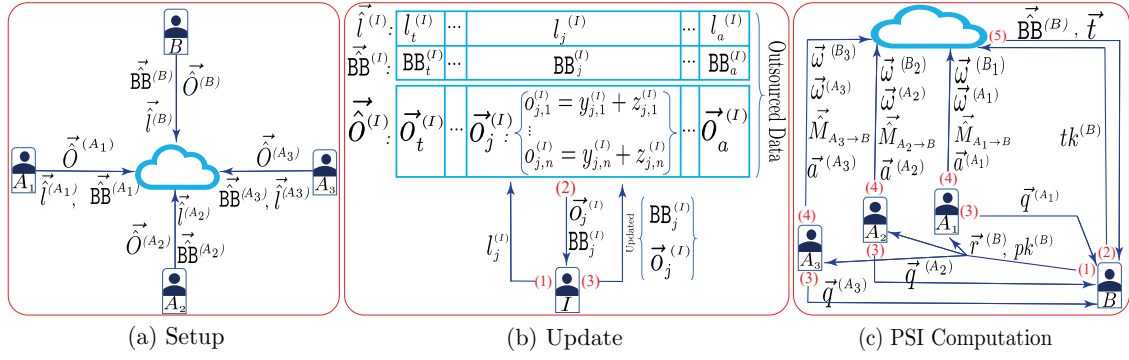 B
BB̂⃗^(B) Ô⃗^(B)
l̂⃗^(B)
Ô⃗^(A₁) Ô⃗^(A₃)
A₁ A₃
l̂⃗^(A₁), BB̂⃗^(A₁) l̂⃗^(A₂) BB̂⃗^(A₃), l̂⃗^(A₃)
Ô⃗^(A₂) BB̂⃗^(A₂)
A₂
(a) Setup
l̂⃗^(I): l_t^(I) ... l_j^(I) ... l_a^(I)
BB̂⃗^(I): BB_t^(I) ... BB_j^(I) ... BB_a^(I)
Ô⃗^(I): O⃗_t^(I) ... O⃗_j^(I) { o_{j,1}^(I) = y_{j,1}^(I) + z_{j,1}^(I)
⋮
o_{j,n}^(I) = y_{j,n}^(I) + z_{j,n}^(I) } ... O⃗_a^(I)
Outsourced Data
(2)
l_j^(I) O⃗_j^(I) Updated { BB_j^(I)
BB_j^(I) O⃗_j^(I) }
(1) (3)
I
(b) Update
(5) BB̂⃗^(B), t⃗
ω⃗^(B₃) ω⃗^(B₂) ω⃗^(B₁)
ω⃗^(A₃) ω⃗^(A₂) ω⃗^(A₁)
M̂⃗_{A₃→B} M̂⃗_{A₂→B} M̂⃗_{A₁→B} tk^(B)
a⃗^(A₃) a⃗^(A₂) a⃗^(A₁)
(4) (4) (4)
(3) q⃗^(A₁)
A₁
A₂
A₃ (3) r⃗^(B), pk^(B) (1) (2)
(3) q⃗^(A₂)
q⃗^(A₃) B
(c) PSI Computation